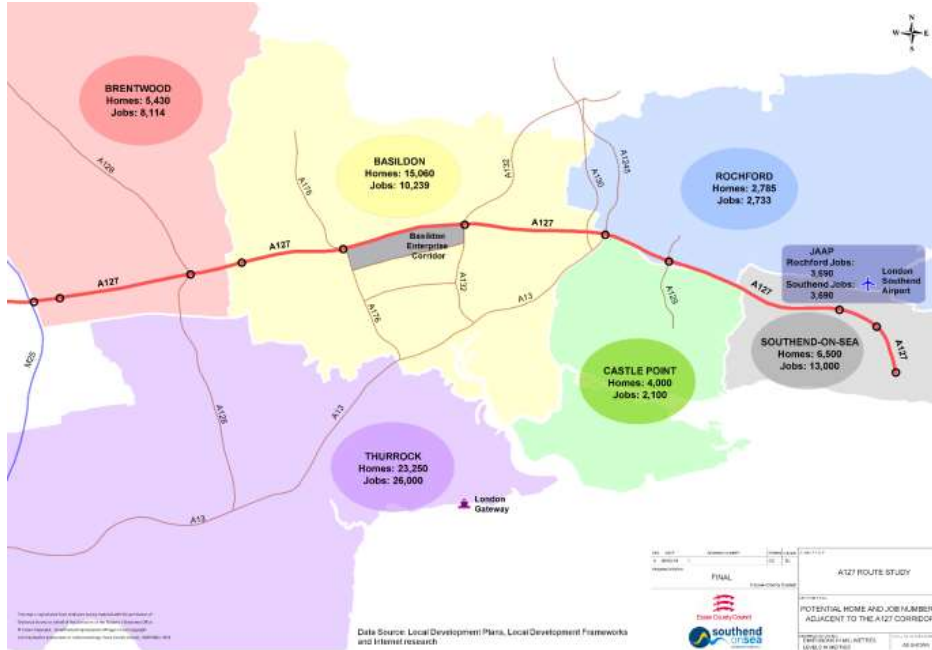 N
W E
S
BRENTWOOD
Homes: 5,430
Jobs: 8,114
A128
BASILDON
Homes: 15,060
Jobs: 10,239
A176
A132
A130
A1245
ROCHFORD
Homes: 2,785
Jobs: 2,733
A127
A127
A127
Basildon
Enterprise
Corridor
A132
A176
A13
A129
A127
JAAP
Rochford Jobs:
3,690
Southend Jobs:
3,690
London
Southend
Airport
A127
SOUTHEND-ON-SEA
Homes: 6,500
Jobs: 13,000
CASTLE POINT
Homes: 4,000
Jobs: 2,100
M25
A128
A13
A13
THURROCK
Homes: 23,250
Jobs: 26,000
London
Gateway
FINAL
A127 ROUTE STUDY
POTENTIAL HOME AND JOB NUMBER
ADJACENT TO THE A127 CORRIDOR
Essex County Council
southend
on sea
Data Source: Local Development Plans, Local Development Frameworks
and Internet research